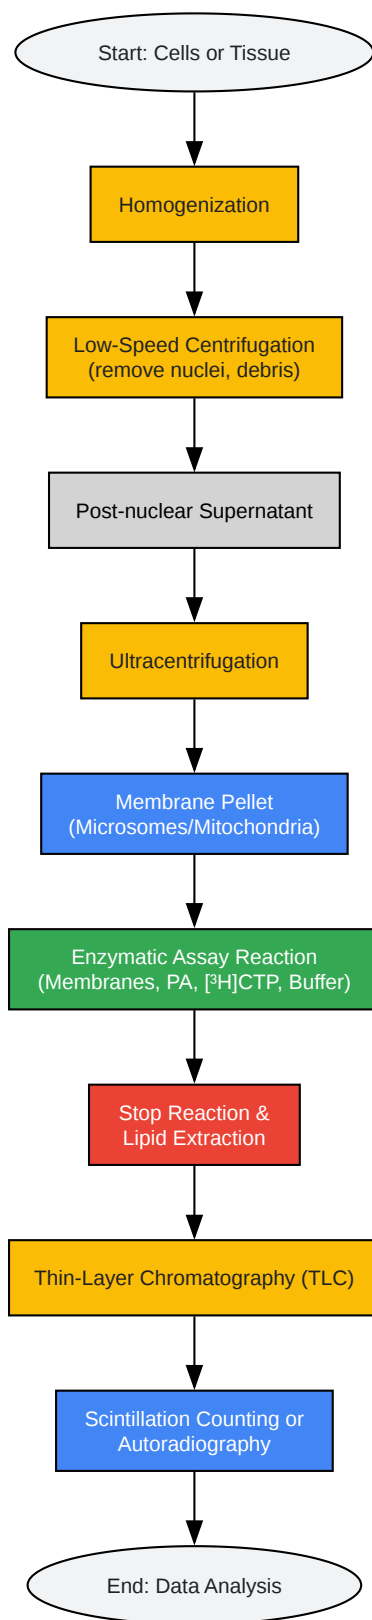 Start: Cells or Tissue
Homogenization
Low-Speed Centrifugation
(remove nuclei, debris)
Post-nuclear Supernatant
Ultracentrifugation
Membrane Pellet
(Microsomes/Mitochondria)
Enzymatic Assay Reaction
(Membranes, PA, [³H]CTP, Buffer)
Stop Reaction &
Lipid Extraction
Thin-Layer Chromatography (TLC)
Scintillation Counting or
Autoradiography
End: Data Analysis